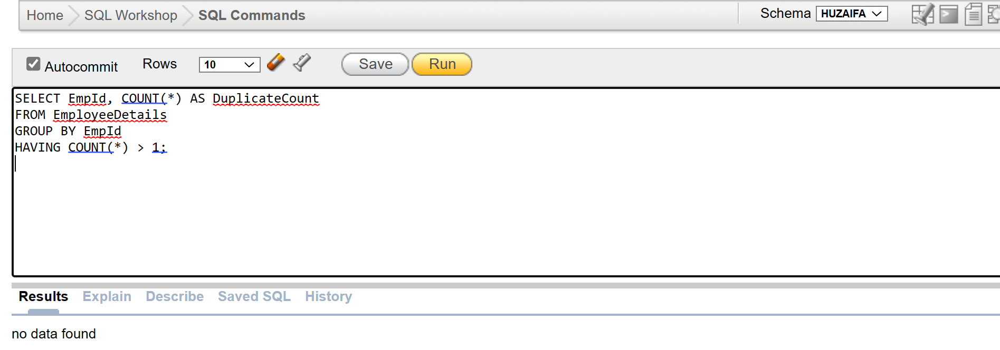 Home SQL Workshop SQL Commands Schema HUZAIFA
Autocommit Rows 10 Save Run
SELECT EmpId, COUNT(*) AS DuplicateCount
FROM EmployeeDetails
GROUP BY EmpId
HAVING COUNT(*) > 1;
Results Explain Describe Saved SQL History
no data found